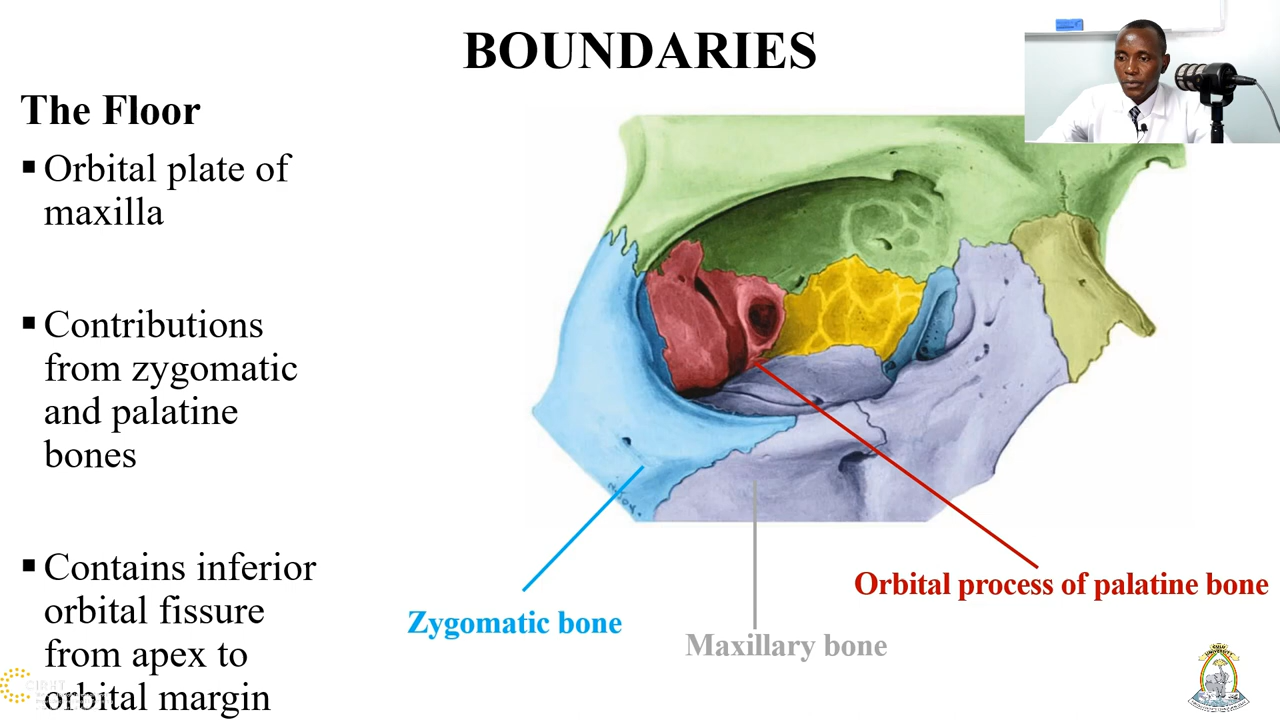 BOUNDARIES
The Floor
▪ Orbital plate of
maxilla
▪ Contributions
from zygomatic
and palatine
bones
▪ Contains inferior
orbital fissure
from apex to
orbital margin
Orbital process of palatine bone
Zygomatic bone
Maxillary bone